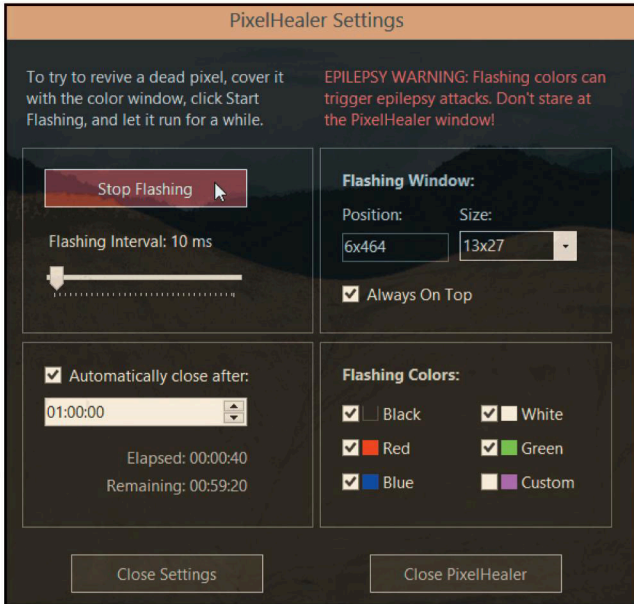 PixelHealer Settings
To try to revive a dead pixel, cover it
with the color window, click Start
Flashing, and let it run for a while.
EPILEPSY WARNING: Flashing colors can
trigger epilepsy attacks. Don't stare at
the PixelHealer window!
Stop Flashing
Flashing Interval: 10 ms
Flashing Window:
Position: Size:
6x464 13x27
Always On Top
Automatically close after:
01:00:00
Elapsed: 00:00:40
Remaining: 00:59:20
Flashing Colors:
Black White
Red Green
Blue Custom
Close Settings Close PixelHealer